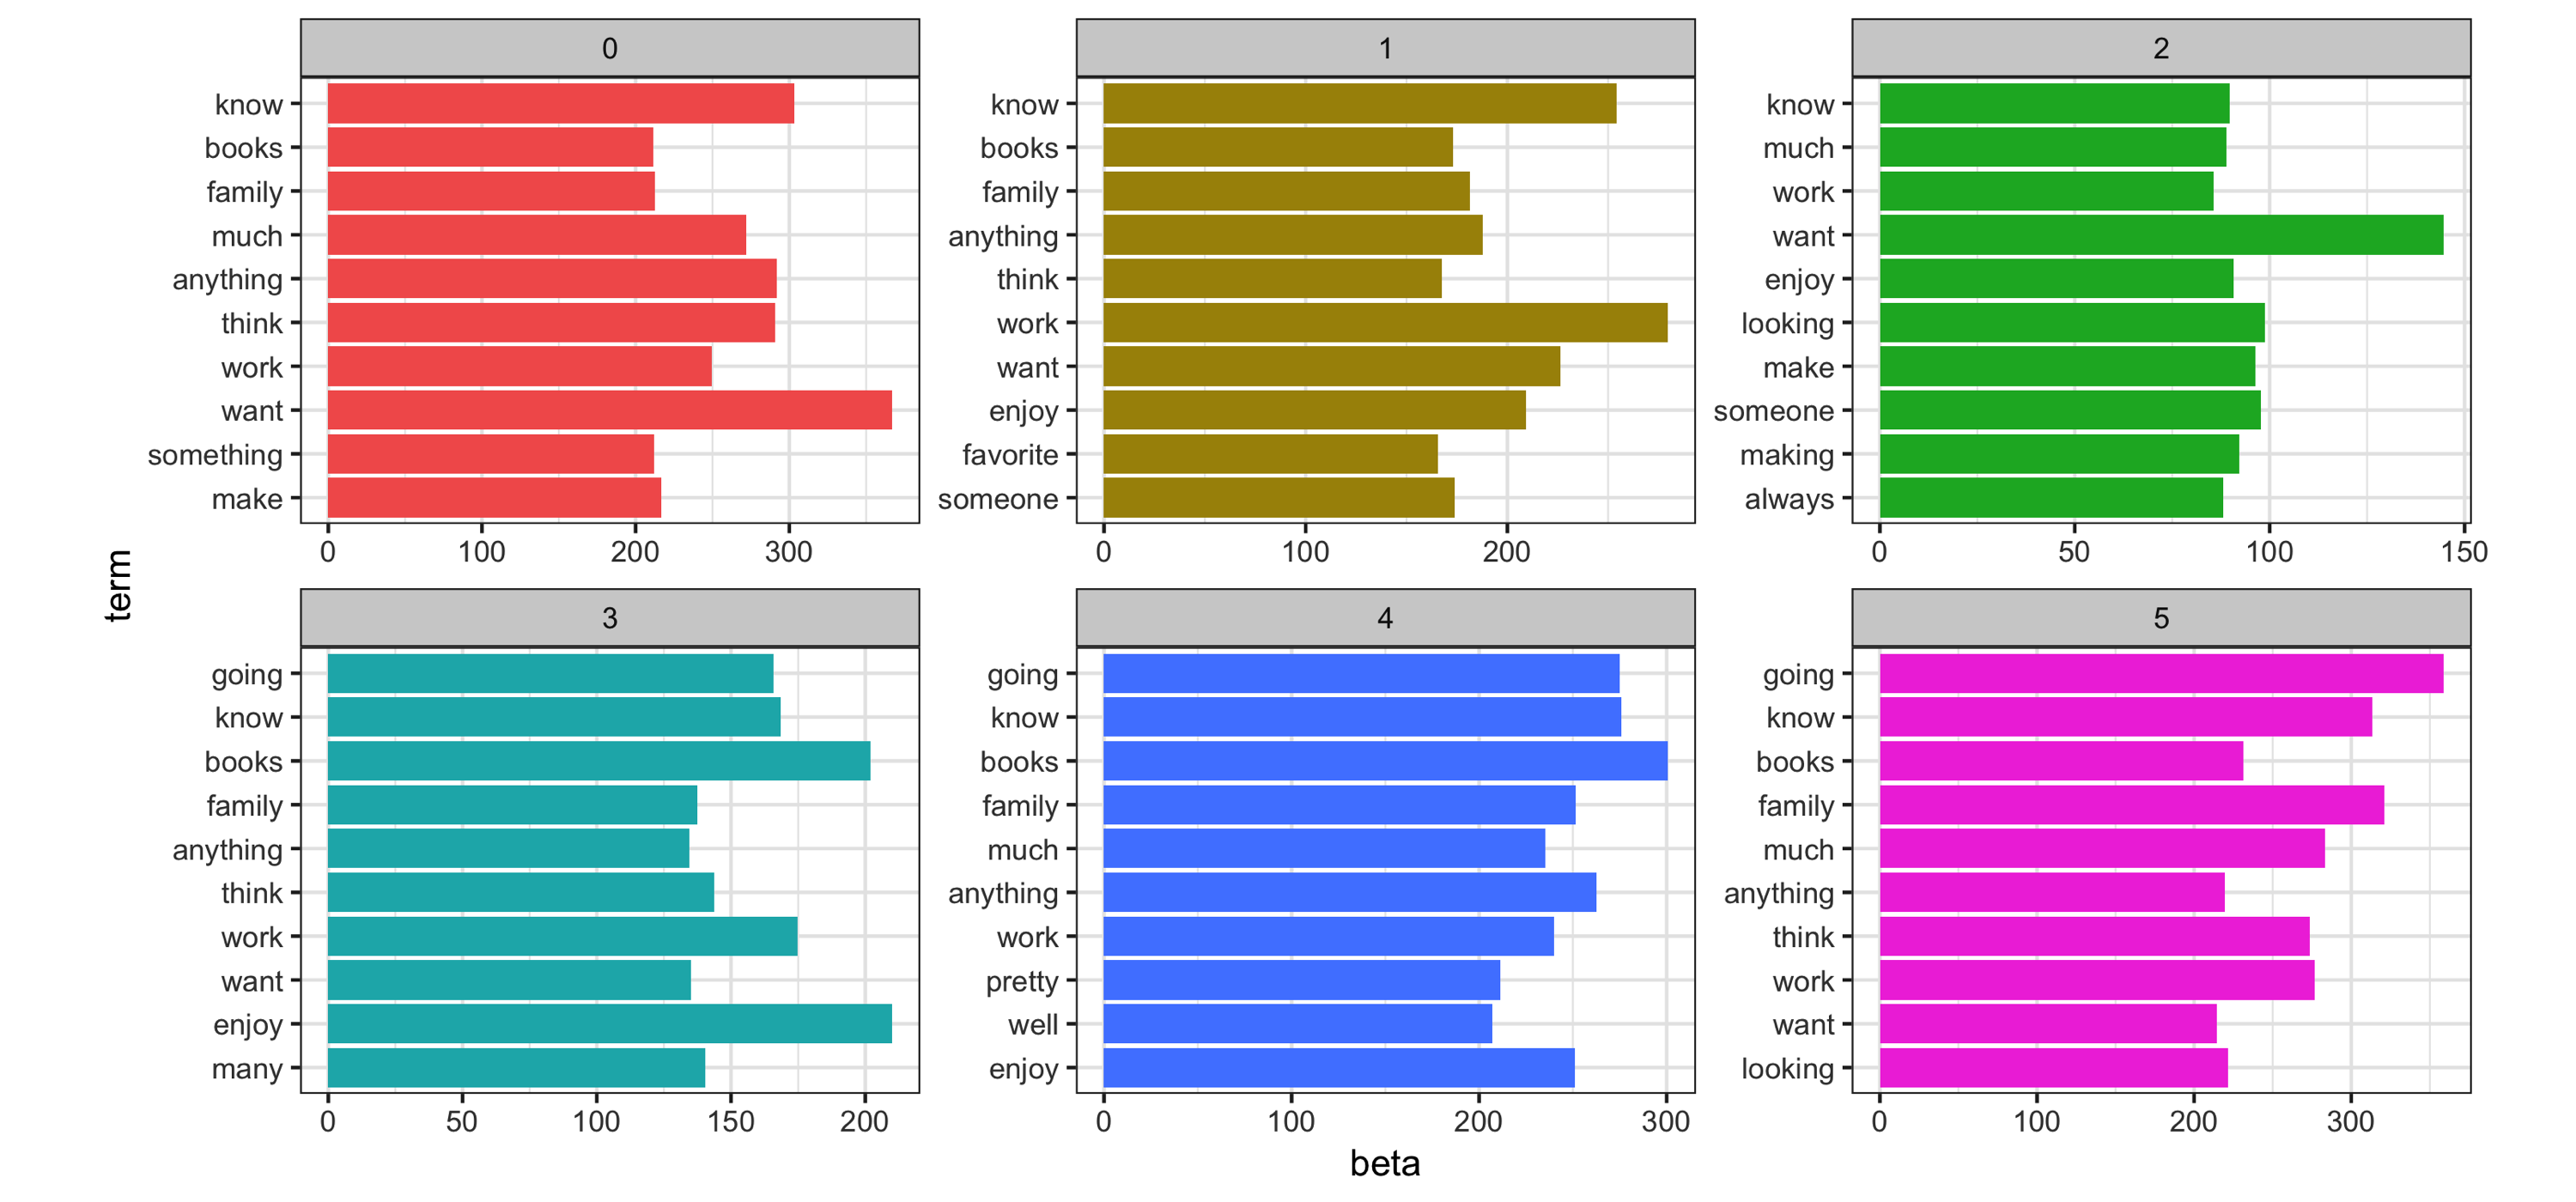 0
know
books
family
much
anything
think
work
want
something
make
0 100 200 300
1
know
books
family
anything
think
work
want
enjoy
favorite
someone
0 100 200
2
know
much
work
want
enjoy
looking
make
someone
making
always
0 50 100 150
term
3
going
know
books
family
anything
think
work
want
enjoy
many
0 50 100 150 200
4
going
know
books
family
much
anything
work
pretty
well
enjoy
0 100 200 300
5
going
know
books
family
much
anything
think
work
want
looking
0 100 200 300
beta